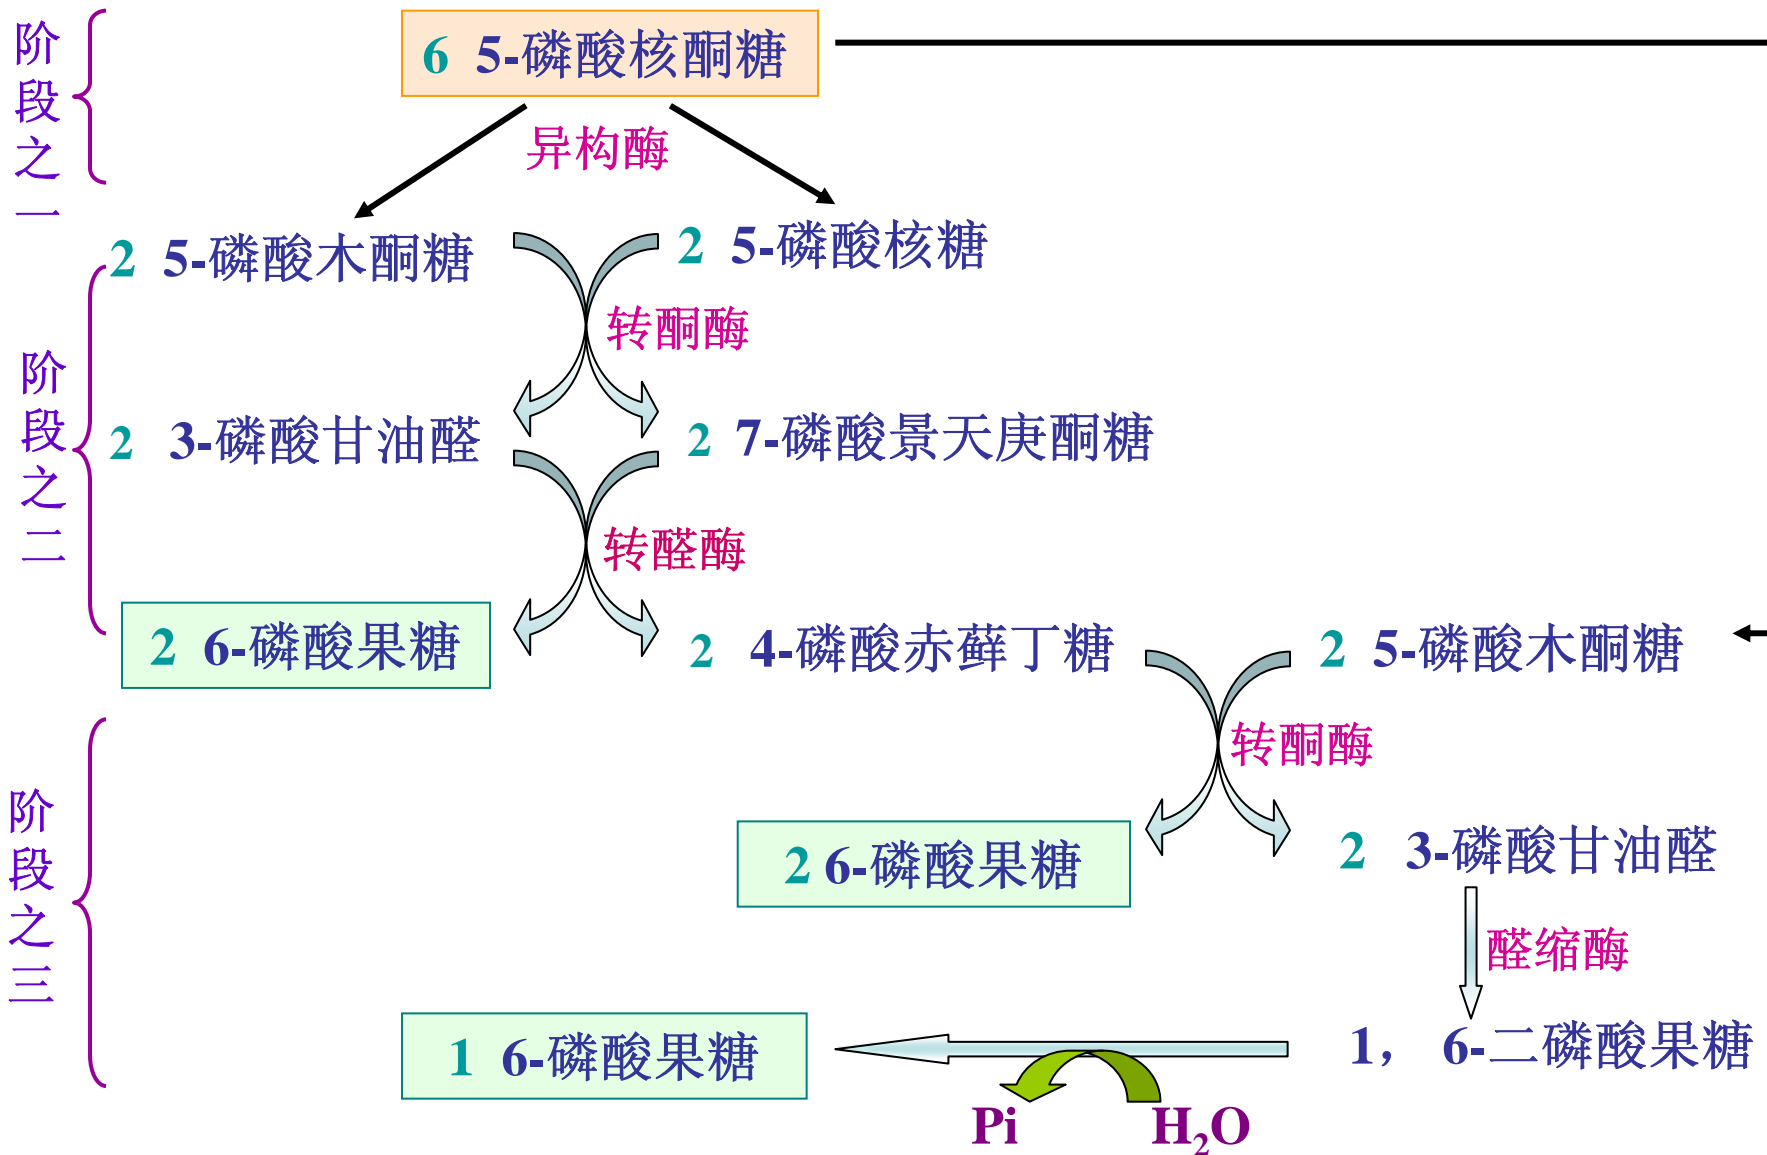 阶段之一
6 5-磷酸核酮糖
异构酶
2 5-磷酸木酮糖
2 5-磷酸核糖
转酮酶
阶段之二
2 3-磷酸甘油醛
2 7-磷酸景天庚酮糖
转醛酶
2 6-磷酸果糖
2 4-磷酸赤藓丁糖
2 5-磷酸木酮糖
转酮酶
阶段之三
2 6-磷酸果糖
2 3-磷酸甘油醛
醛缩酶
1 6-磷酸果糖
1， 6-二磷酸果糖
Pi
H₂O